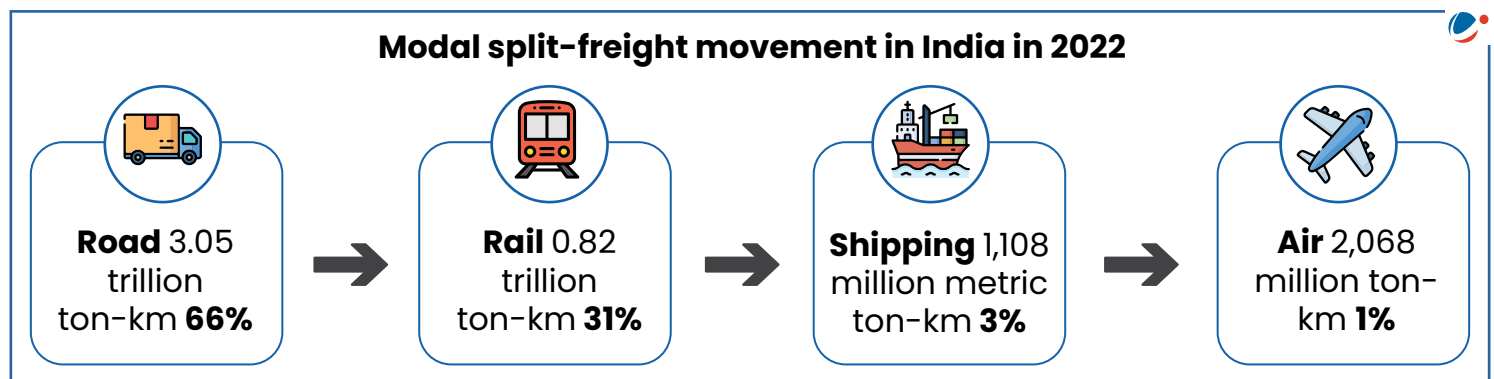 Modal split-freight movement in India in 2022
Road 3.05
trillion
ton-km 66%
Rail 0.82
trillion
ton-km 31%
Shipping 1,108
million metric
ton-km 3%
Air 2,068
million ton-
km 1%